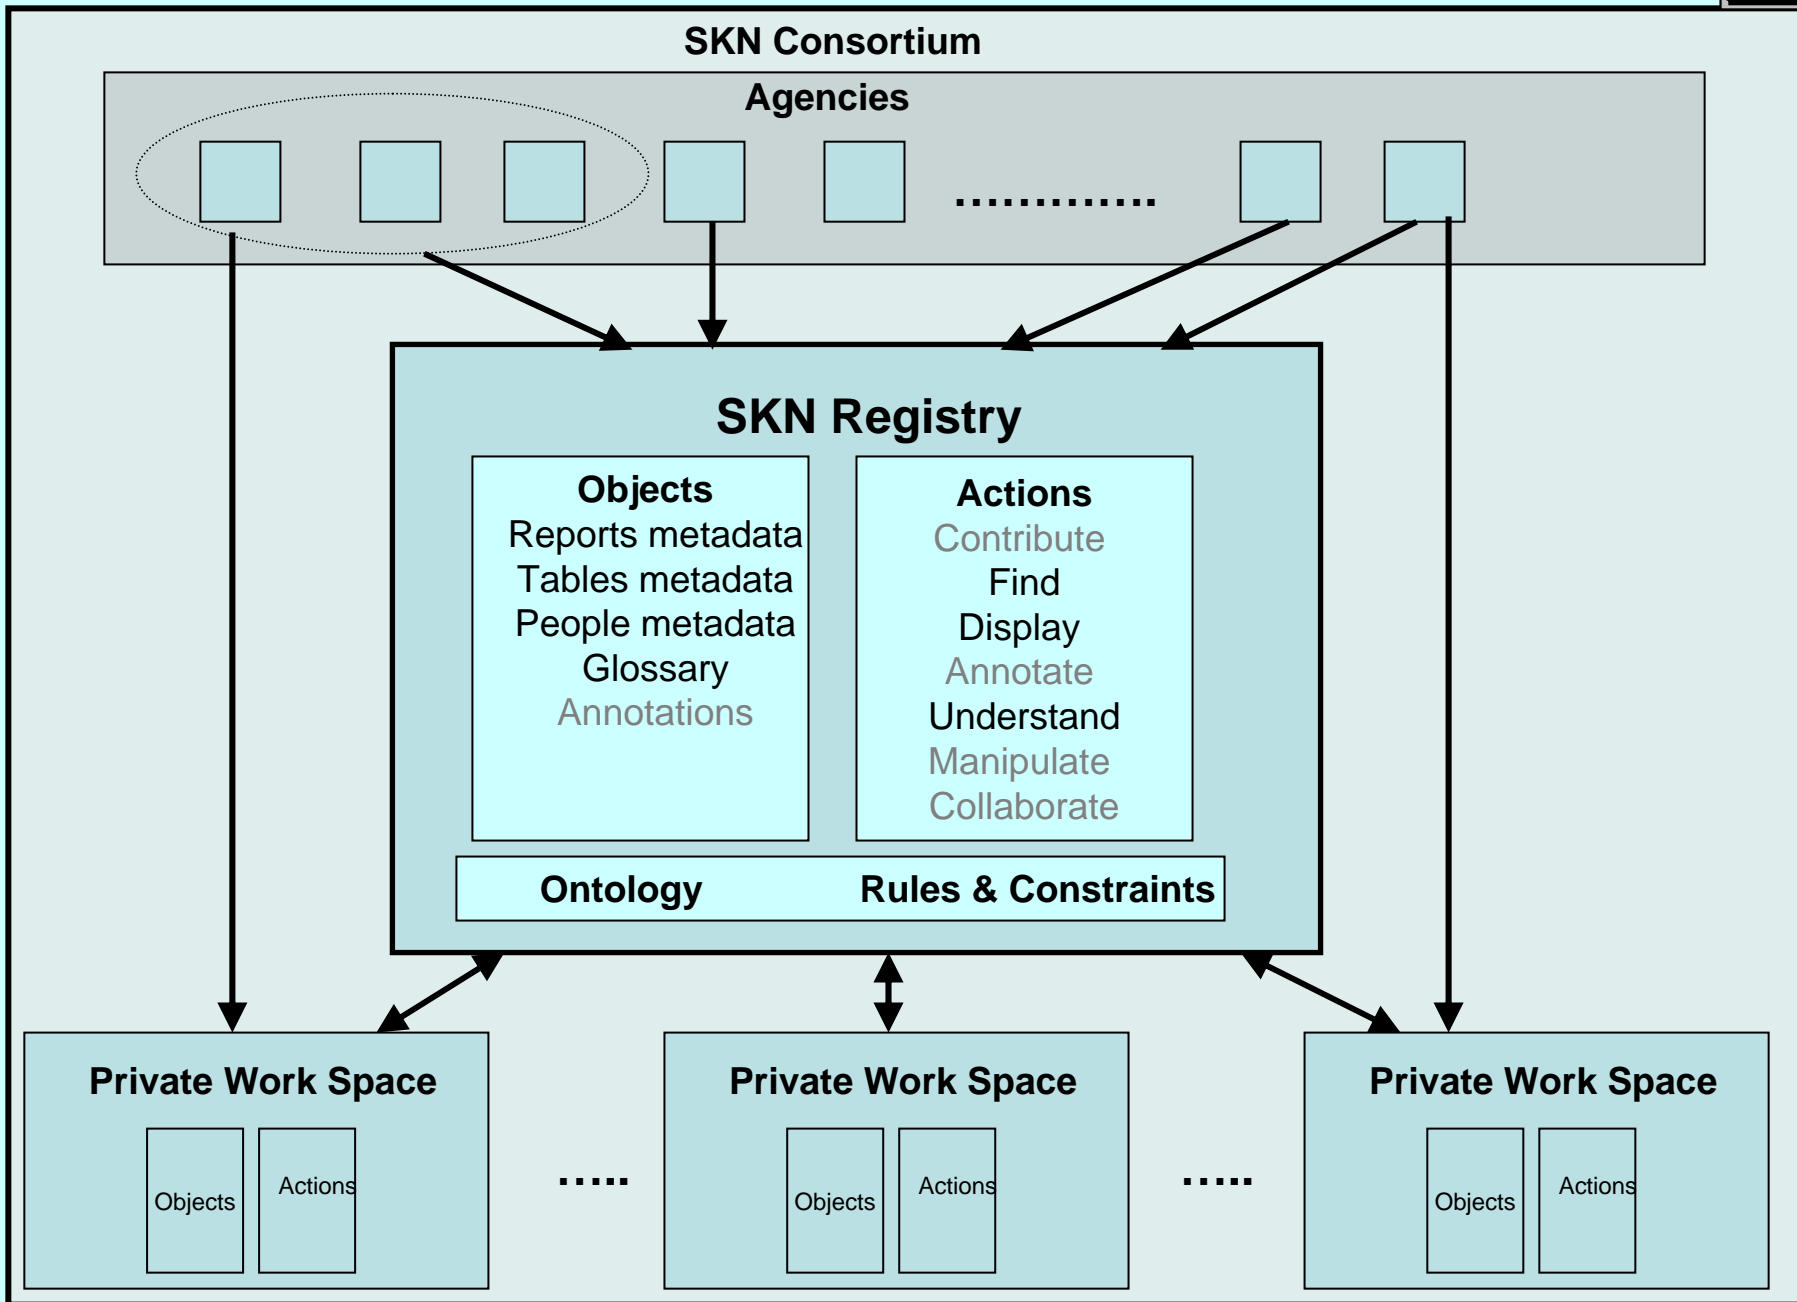 SKN Consortium
Agencies
………….
SKN Registry
Objects
Reports metadata
Tables metadata
People metadata
Glossary
Annotations
Actions
Contribute
Find
Display
Annotate
Understand
Manipulate
Collaborate
Ontology
Rules & Constraints
Private Work Space
Objects
Actions
…..
Private Work Space
Objects
Actions
…..
Private Work Space
Objects
Actions